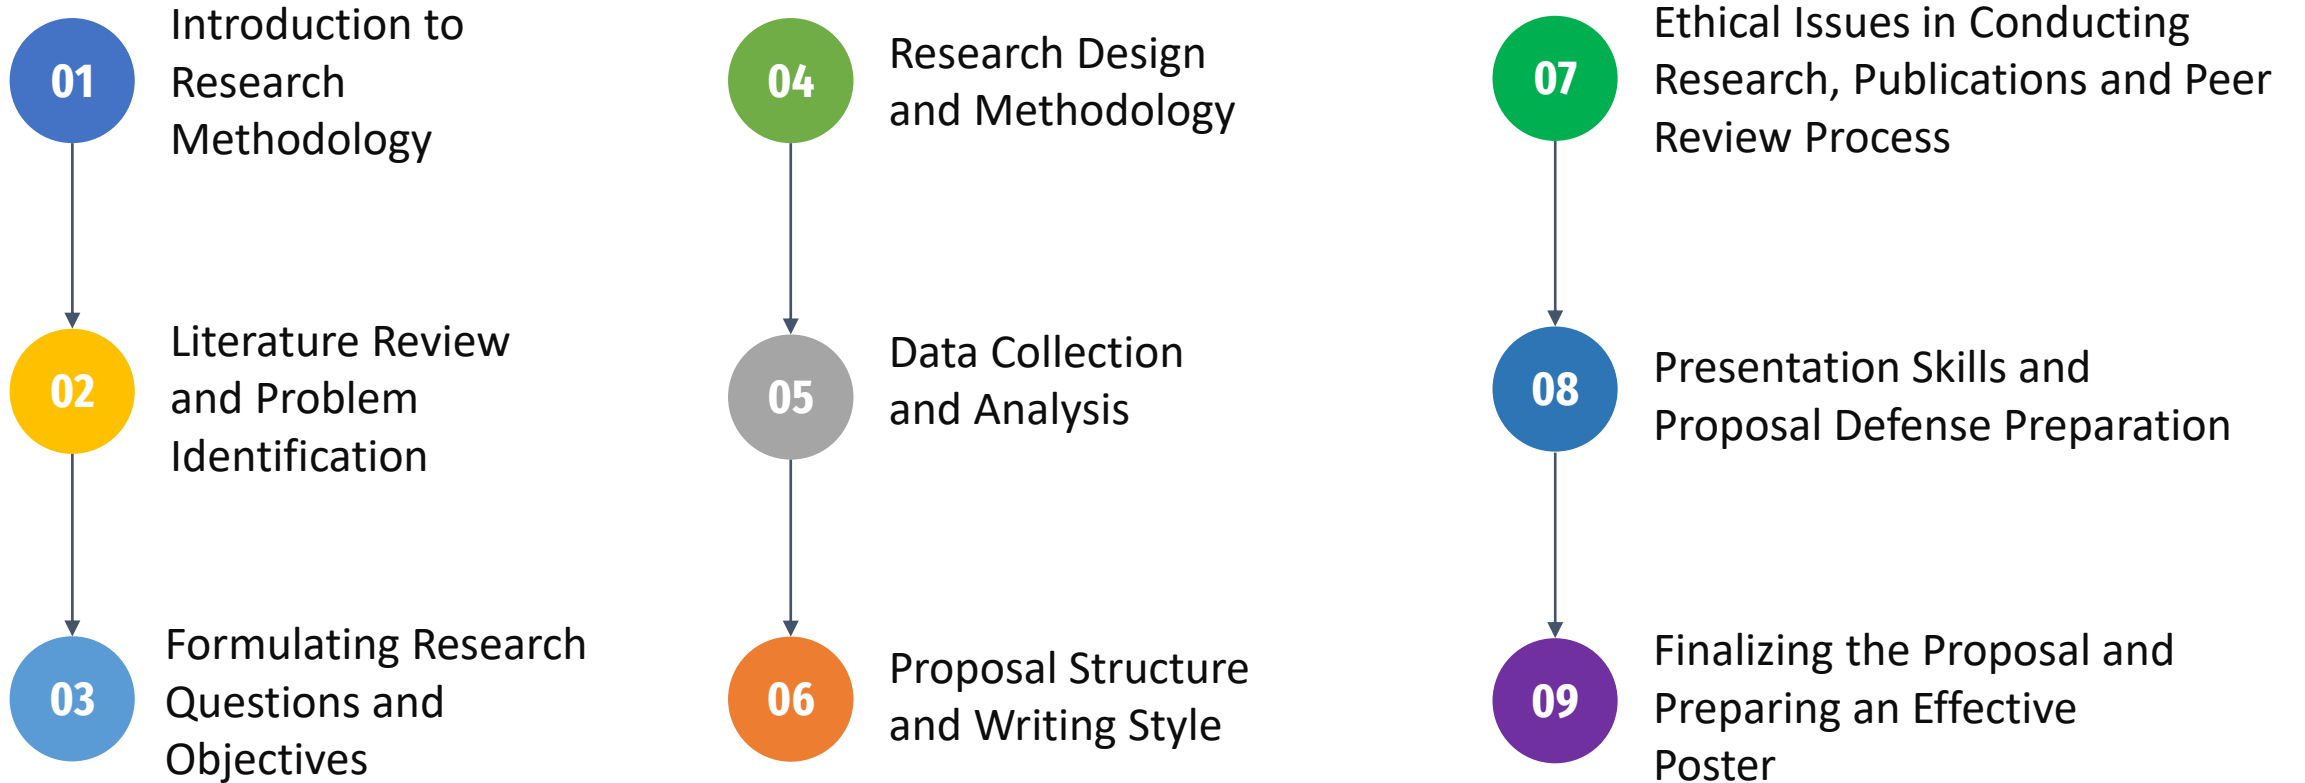 01
Introduction to
Research
Methodology
02
Literature Review
and Problem
Identification
03
Formulating Research
Questions and
Objectives
04
Research Design
and Methodology
05
Data Collection
and Analysis
06
Proposal Structure
and Writing Style
07
Ethical Issues in Conducting
Research, Publications and Peer
Review Process
08
Presentation Skills and
Proposal Defense Preparation
09
Finalizing the Proposal and
Preparing an Effective
Poster